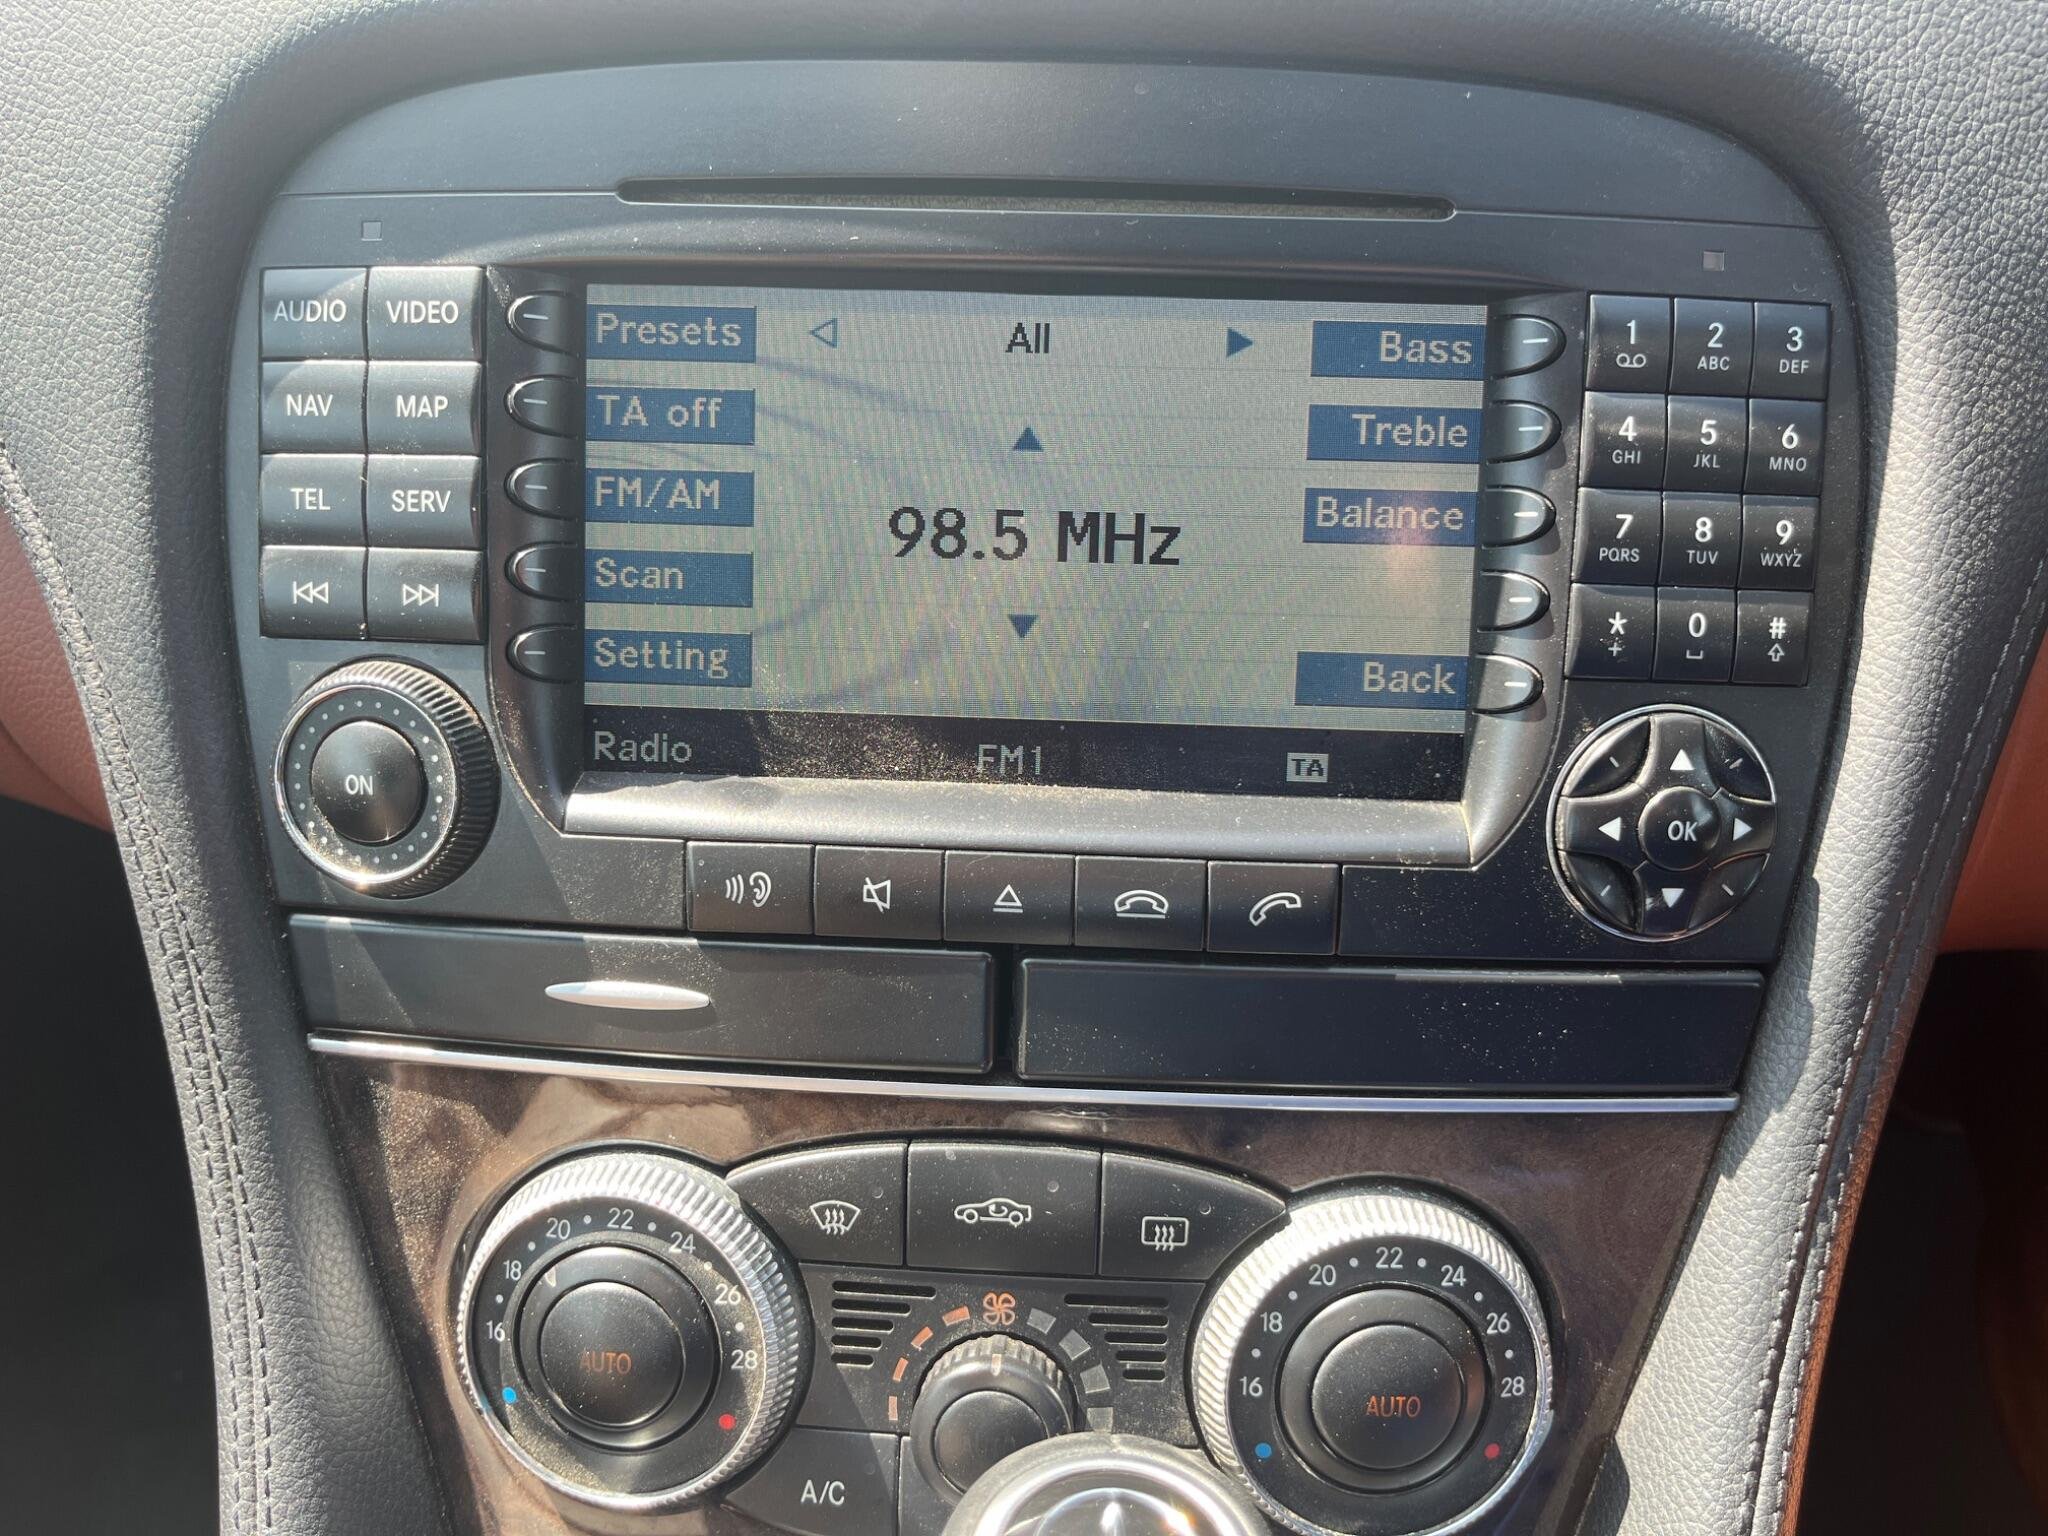 AUDIO VIDEO
NAV MAP
TEL SERV
ON
Presets All Bass
TA off Treble
FM/AM 98.5 MHz Balance
Scan
Setting Back
Radio FM1 TA
1 2 ABC 3 DEF
4 GHI 5 JKL 6 MNO
7 PQRS 8 TUV 9 WXYZ
* + 0 #
OK
16 18 20 22 24 26 28
AUTO
16 18 20 22 24 26 28
AUTO
A/C